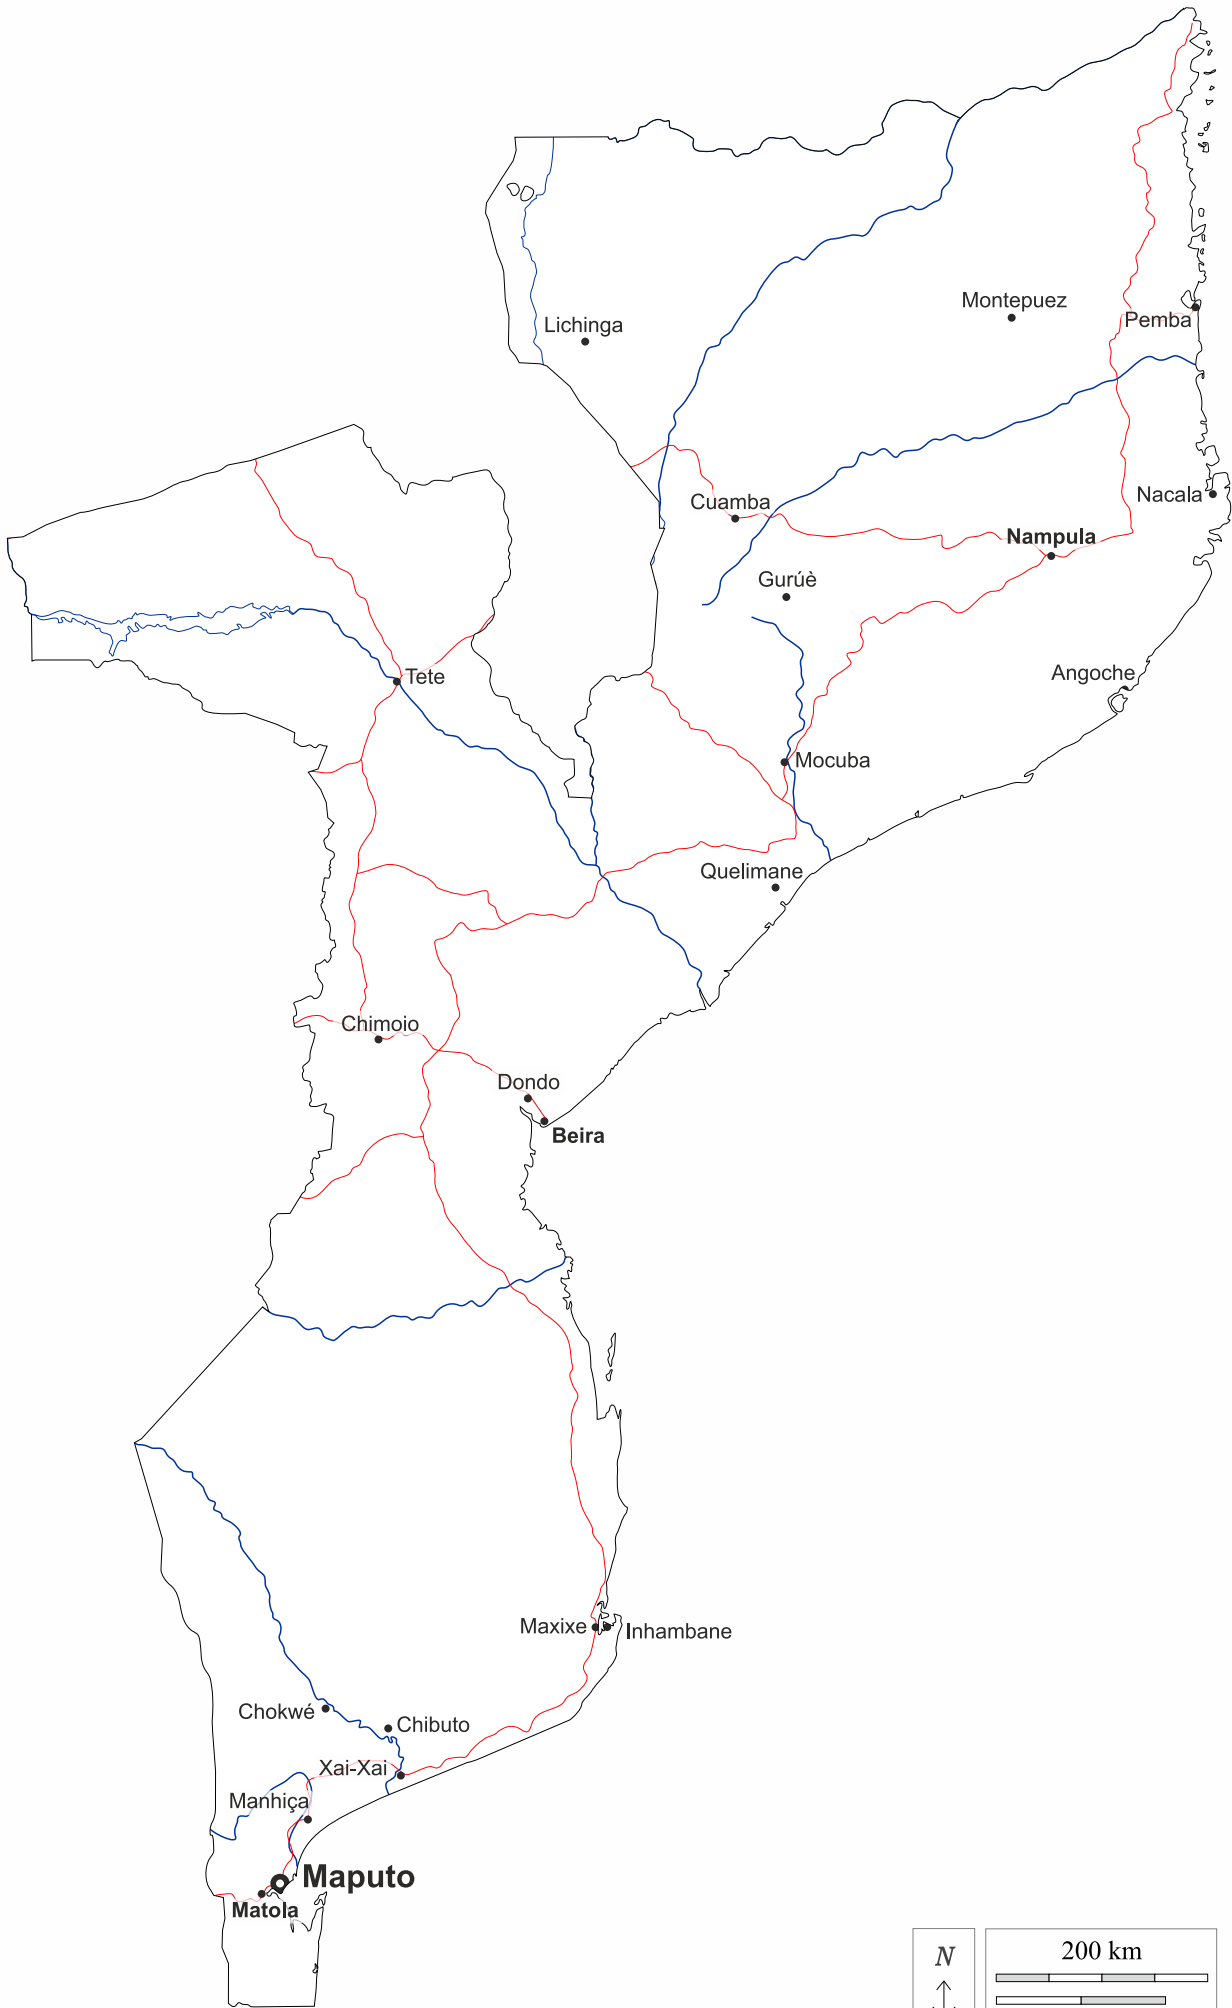 Montepuez
Lichinga
Pemba
Cuamba
Nacala
Nampula
Gurúè
Angoche
Tete
Mocuba
Quelimane
Chimoio
Dondo
Beira
Maxixe
Inhambane
Chokwé
Chibuto
Xai-Xai
Manhiça
Maputo
Matola
N
200 km